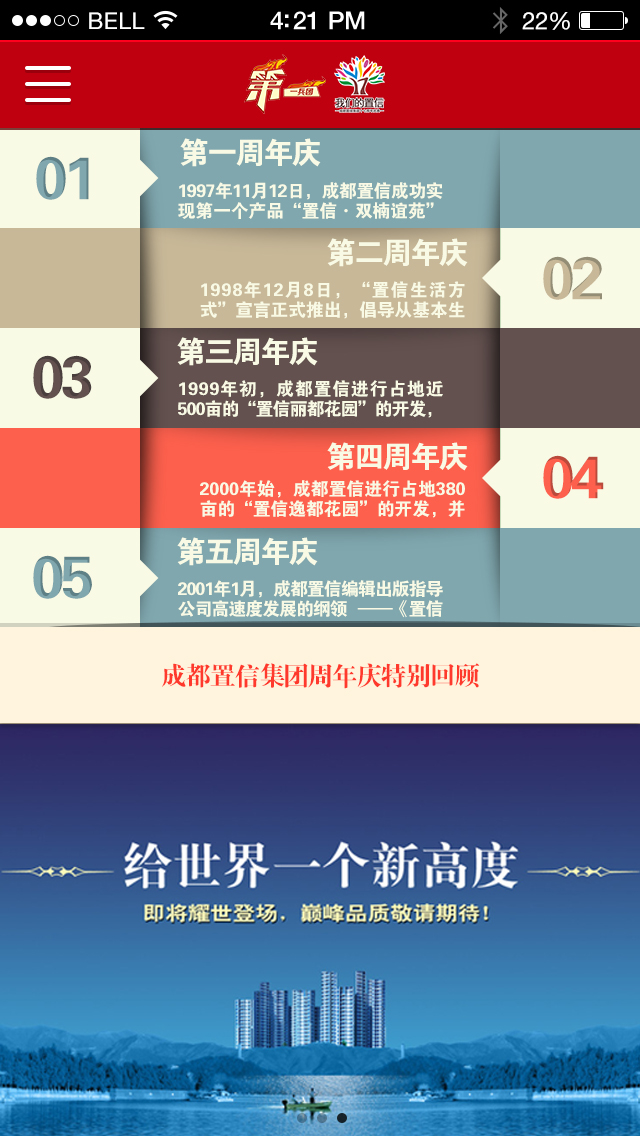 BELL 4:21 PM 22%
第一兵团 我们的置信
01
第一周年庆
1997年11月12日，成都置信成功实
现第一个产品“置信·双楠谊苑”
第二周年庆
02
1998年12月8日，“置信生活方
式”宣言正式推出，倡导从基本生
03
第三周年庆
1999年初，成都置信进行占地近
500亩的“置信丽都花园”的开发，
第四周年庆
04
2000年始，成都置信进行占地380
亩的“置信逸都花园”的开发，并
05
第五周年庆
2001年1月，成都置信编辑出版指导
公司高速度发展的纲领 ——《置信
成都置信集团周年庆特别回顾
给世界一个新高度
即将耀世登场．巅峰品质敬请期待！